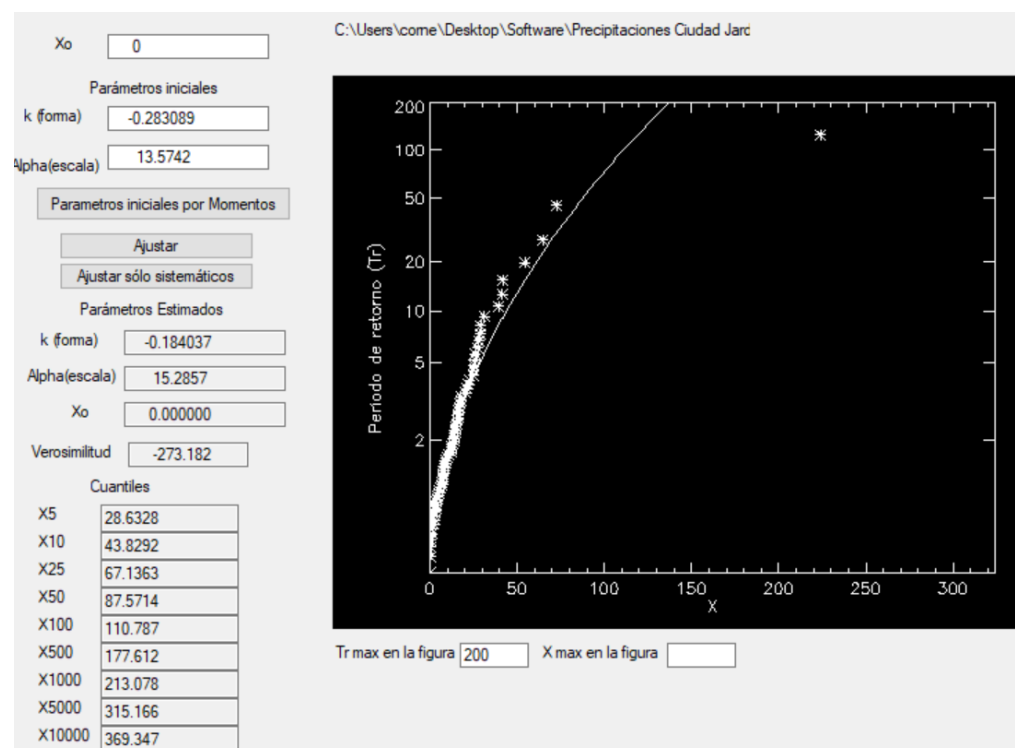 C:\Users\corne\Desktop\Software\Precipitaciones Ciudad Jard
Xo 0
Parámetros iniciales
k (forma) -0.283089
Alpha(escala) 13.5742
Parametros iniciales por Momentos
Ajustar
Ajustar sólo sistemáticos
Parámetros Estimados
k (forma) -0.184037
Alpha(escala) 15.2857
Xo 0.000000
Verosimilitud -273.182
Cuantiles
X5 28.6328
X10 43.8292
X25 67.1363
X50 87.5714
X100 110.787
X500 177.612
X1000 213.078
X5000 315.166
X10000 369.347
Período de retorno (Tr)
200
100
50
20
10
5
2
0 50 100 150 200 250 300
X
Tr max en la figura 200 X max en la figura